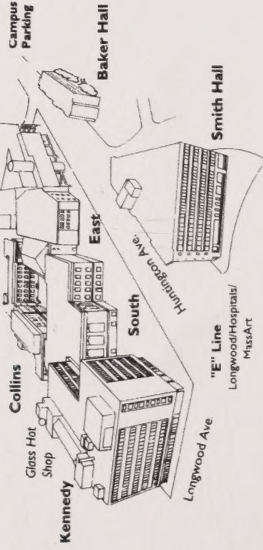 Campus
Parking
Baker Hall
Smith Hall
East
Huntington Ave.
Collins
South
Glass Hot
Shop
"E" Line
Longwood/Hospitals/
MassArt
Kennedy
Longwood Ave.